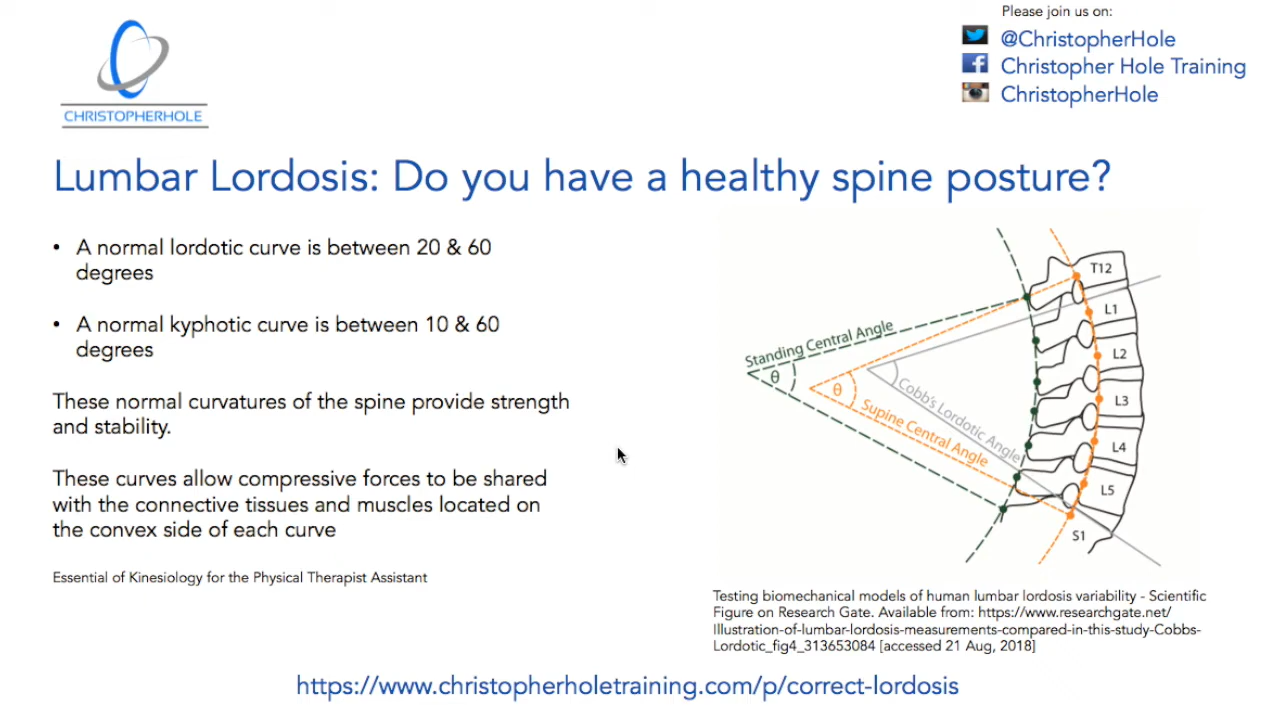 CHRISTOPHERHOLE
Please join us on:
@ChristopherHole
Christopher Hole Training
ChristopherHole
Lumbar Lordosis: Do you have a healthy spine posture?
• A normal lordotic curve is between 20 & 60
degrees
• A normal kyphotic curve is between 10 & 60
degrees
These normal curvatures of the spine provide strength
and stability.
These curves allow compressive forces to be shared
with the connective tissues and muscles located on
the convex side of each curve
Essential of Kinesiology for the Physical Therapist Assistant
Standing Central Angle
θ
Supine Central Angle
θ
Cobb's Lordotic Angle
T12
L1
L2
L3
L4
L5
S1
Testing biomechanical models of human lumbar lordosis variability - Scientific
Figure on Research Gate. Available from: https://www.researchgate.net/
Illustration-of-lumbar-lordosis-measurements-compared-in-this-study-Cobbs-
Lordotic_fig4_313653084 [accessed 21 Aug, 2018]
https://www.christopherholetraining.com/p/correct-lordosis